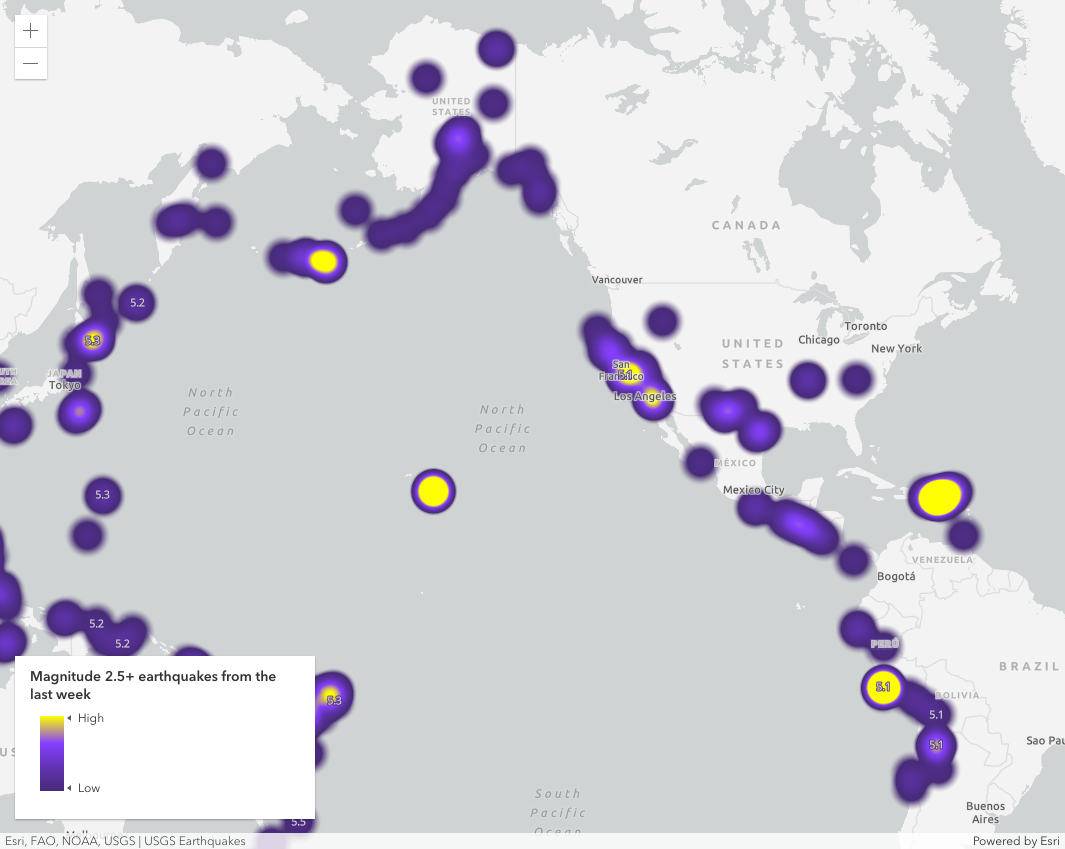 +
−
UNITED
STATES
CANADA
Vancouver
5.2
Toronto
Chicago
New York
UNITED
STATES
5.3
JAPAN
Tokyo
San
Francisco
5.1
Los Angeles
North
Pacific
Ocean
North
Pacific
Ocean
MÉXICO
Mexico City
5.3
VENEZUELA
Bogotá
5.2
5.2
PERÚ
BRAZIL
5.1
BOLIVIA
5.1
5.3
5.1
Sao Pau
Magnitude 2.5+ earthquakes from the
last week
High
Low
South
Pacific
Ocean
Buenos
Aires
5.5
Esri, FAO, NOAA, USGS | USGS Earthquakes
Powered by Esri